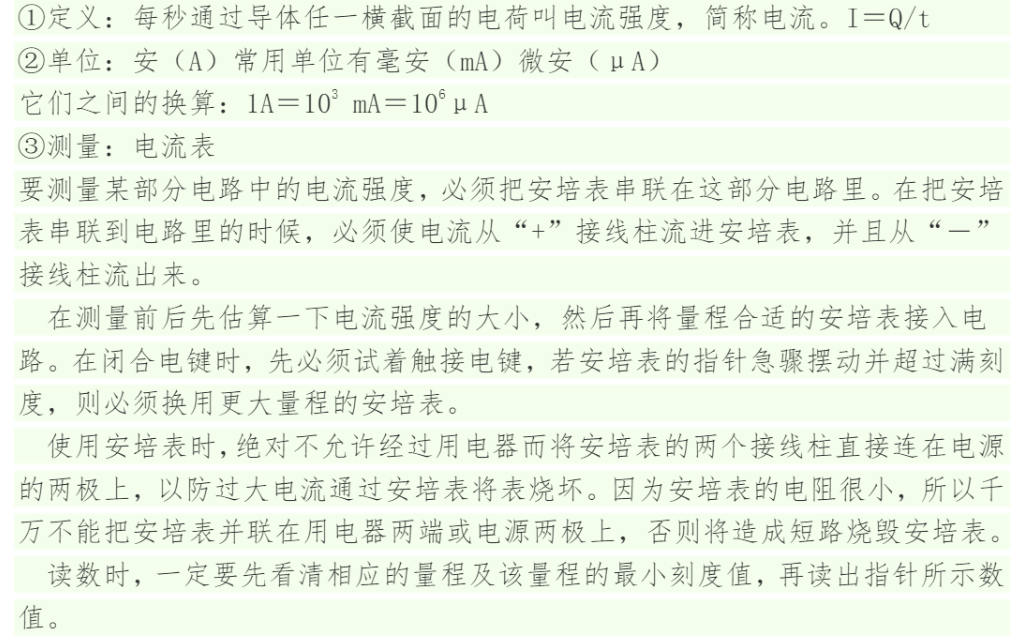 ①定义：每秒通过导体任一横截面的电荷叫电流强度，简称电流。I＝Q/t
②单位：安（A）常用单位有毫安（mA）微安（μA）
它们之间的换算：1A＝10³ mA＝10⁶μA
③测量：电流表
要测量某部分电路中的电流强度，必须把安培表串联在这部分电路里。在把安培
表串联到电路里的时候，必须使电流从“+”接线柱流进安培表，并且从“－”
接线柱流出来。
在测量前后先估算一下电流强度的大小，然后再将量程合适的安培表接入电
路。在闭合电键时，先必须试着触接电键，若安培表的指针急骤摆动并超过满刻
度，则必须换用更大量程的安培表。
使用安培表时，绝对不允许经过用电器而将安培表的两个接线柱直接连在电源
的两极上，以防过大电流通过安培表将表烧坏。因为安培表的电阻很小，所以千
万不能把安培表并联在用电器两端或电源两极上，否则将造成短路烧毁安培表。
读数时，一定要先看清相应的量程及该量程的最小刻度值，再读出指针所示数
值。